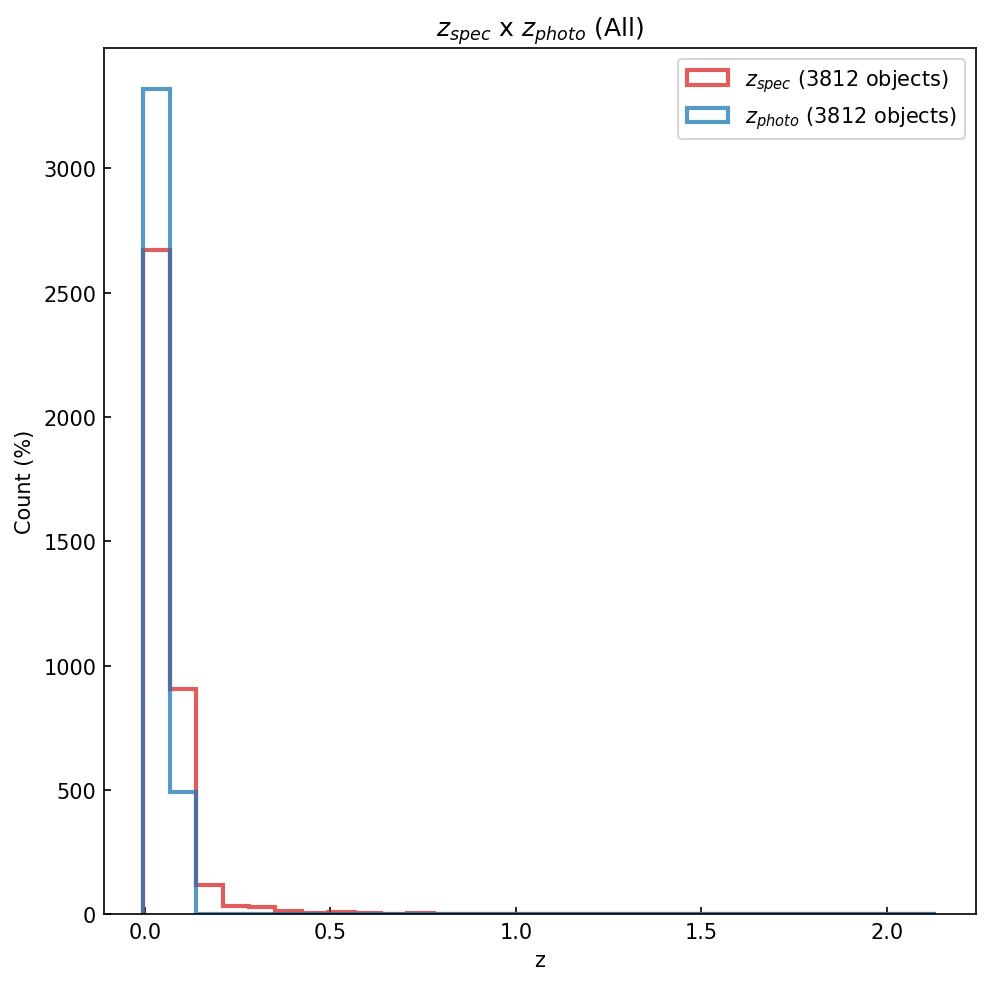 z_spec x z_photo (All)
z_spec (3812 objects)
z_photo (3812 objects)
3000
2500
2000
1500
1000
500
0
Count (%)
0.0 0.5 1.0 1.5 2.0
z